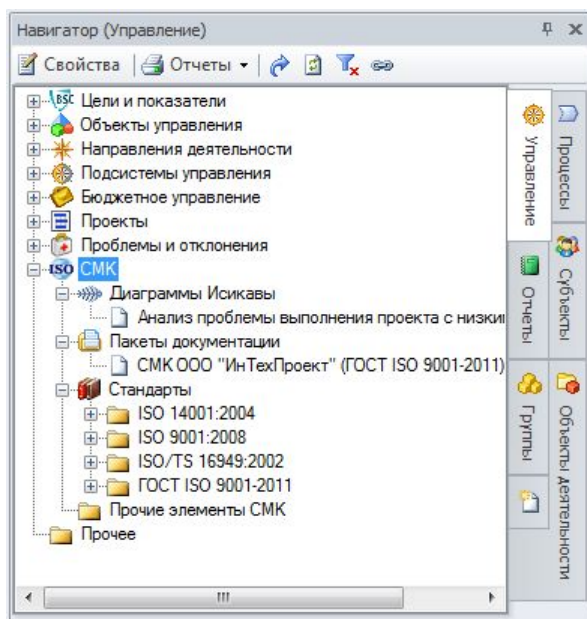 Навигатор (Управление)
Свойства Отчеты
BSC Цели и показатели
Объекты управления
Направления деятельности
Подсистемы управления
Бюджетное управление
Проекты
Проблемы и отклонения
ISO СМК
Диаграммы Исикавы
Анализ проблемы выполнения проекта с низки
Пакеты документации
СМК ООО "ИнТехПроект" (ГОСТ ISO 9001-2011)
Стандарты
ISO 14001:2004
ISO 9001:2008
ISO/TS 16949:2002
ГОСТ ISO 9001-2011
Прочие элементы СМК
Прочее
Управление
Отчеты
Группы
Процессы
Субъекты
Объекты деятельности